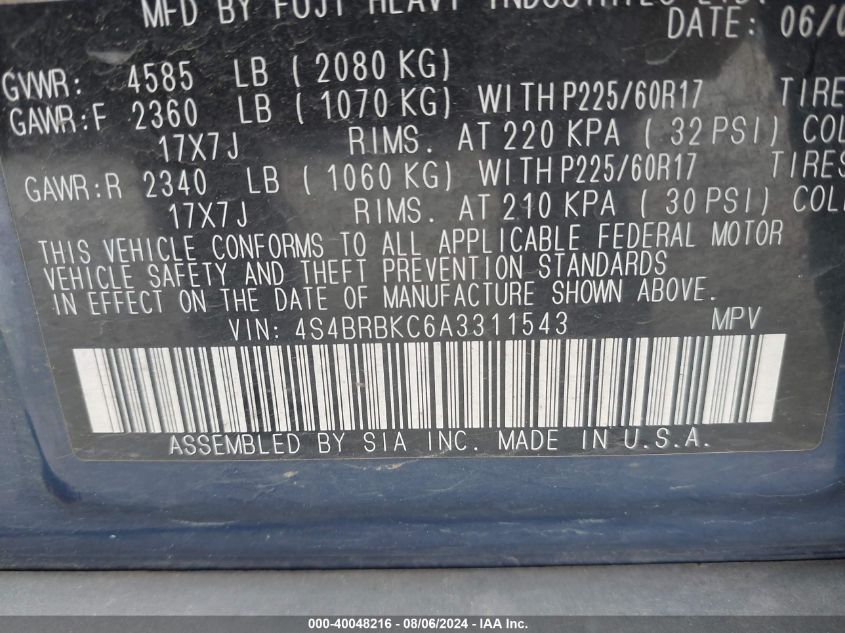 MFD BY FUJI HEAVY INDUSTRIES LTD.
DATE: 06/0
GVWR: 4585 LB ( 2080 KG)
GAWR:F 2360 LB ( 1070 KG) WITH P225/60R17 TIRE
17X7J RIMS. AT 220 KPA ( 32 PSI) COL
GAWR:R 2340 LB ( 1060 KG) WITH P225/60R17 TIRES
17X7J RIMS. AT 210 KPA ( 30 PSI) COL
THIS VEHICLE CONFORMS TO ALL APPLICABLE FEDERAL MOTOR
VEHICLE SAFETY AND THEFT PREVENTION STANDARDS
IN EFFECT ON THE DATE OF MANUFACTURE SHOWN ABOVE.
VIN: 4S4BRBKC6A3311543 MPV
ASSEMBLED BY SIA INC. MADE IN U.S.A.
000-40048216 - 08/06/2024 - IAA Inc.